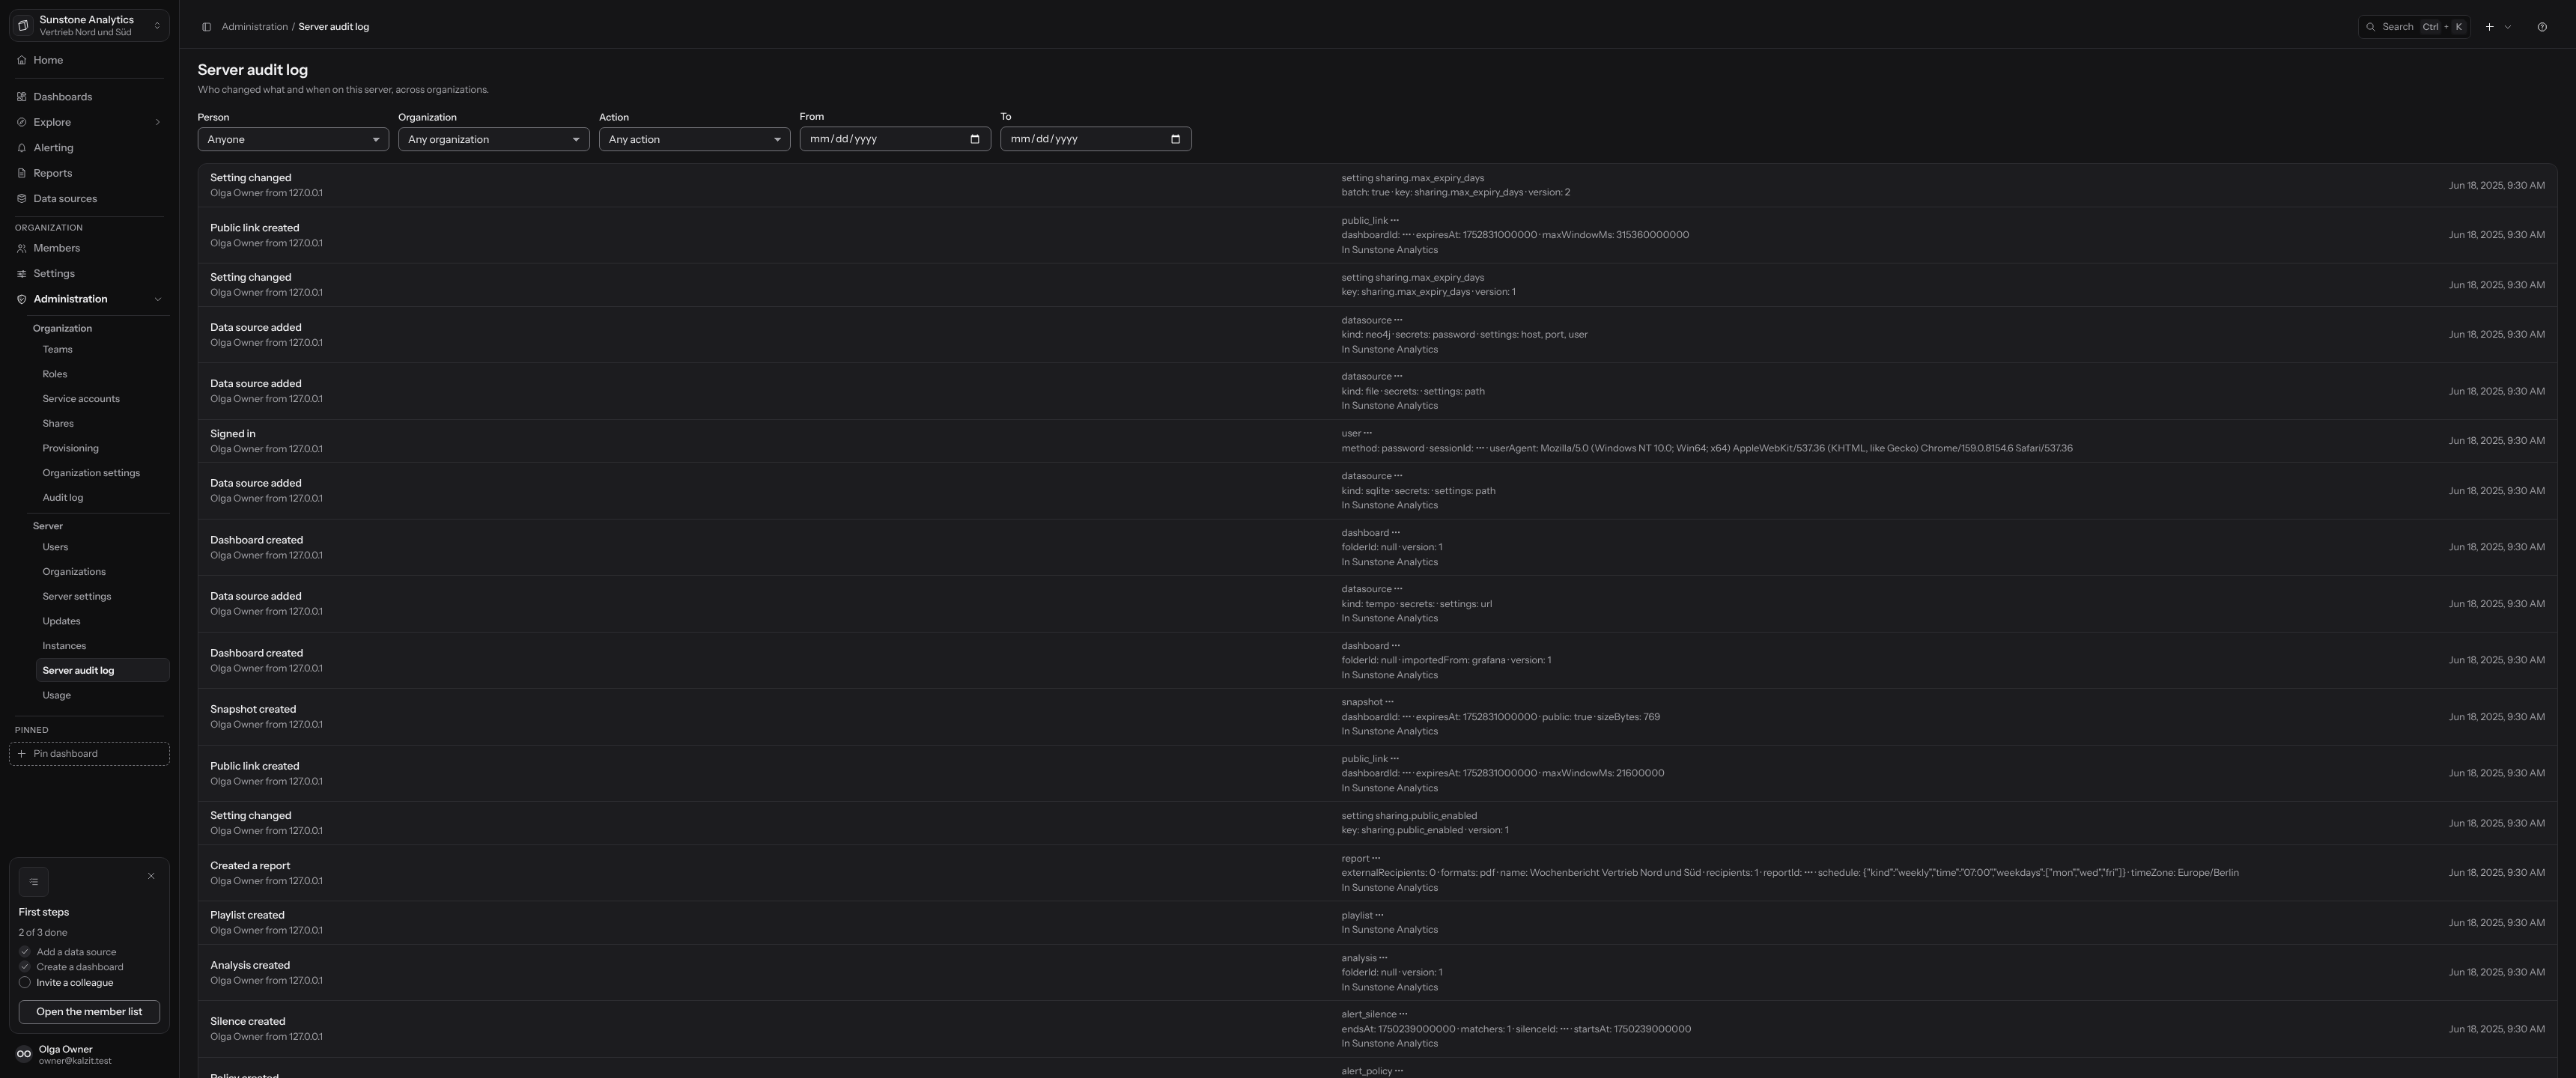 Sunstone Analytics
Vertrieb Nord und Süd
Home
Dashboards
Explore
Alerting
Reports
Data sources
ORGANIZATION
Members
Settings
Administration
Organization
Teams
Roles
Service accounts
Shares
Provisioning
Organization settings
Audit log
Server
Users
Organizations
Server settings
Updates
Instances
Server audit log
Usage
PINNED
Pin dashboard
First steps
2 of 3 done
Add a data source
Create a dashboard
Invite a colleague
Open the member list
OO
Olga Owner
owner@kalzit.test
Administration / Server audit log
Search Ctrl + K
Server audit log
Who changed what and when on this server, across organizations.
Person Organization Action From To
Anyone Any organization Any action mm/dd/yyyy mm/dd/yyyy
Setting changed
Olga Owner from 127.0.0.1
setting sharing.max_expiry_days
batch: true · key: sharing.max_expiry_days · version: 2
Jun 18, 2025, 9:30 AM
Public link created
Olga Owner from 127.0.0.1
public_link ···
dashboardId: ··· · expiresAt: 1752831000000 · maxWindowMs: 315360000000
In Sunstone Analytics
Jun 18, 2025, 9:30 AM
Setting changed
Olga Owner from 127.0.0.1
setting sharing.max_expiry_days
key: sharing.max_expiry_days · version: 1
Jun 18, 2025, 9:30 AM
Data source added
Olga Owner from 127.0.0.1
datasource ···
kind: neo4j · secrets: password · settings: host, port, user
In Sunstone Analytics
Jun 18, 2025, 9:30 AM
Data source added
Olga Owner from 127.0.0.1
datasource ···
kind: file · secrets: · settings: path
In Sunstone Analytics
Jun 18, 2025, 9:30 AM
Signed in
Olga Owner from 127.0.0.1
user ···
method: password · sessionId: ··· · userAgent: Mozilla/5.0 (Windows NT 10.0; Win64; x64) AppleWebKit/537.36 (KHTML, like Gecko) Chrome/159.0.8154.6 Safari/537.36
Jun 18, 2025, 9:30 AM
Data source added
Olga Owner from 127.0.0.1
datasource ···
kind: sqlite · secrets: · settings: path
In Sunstone Analytics
Jun 18, 2025, 9:30 AM
Dashboard created
Olga Owner from 127.0.0.1
dashboard ···
folderId: null · version: 1
In Sunstone Analytics
Jun 18, 2025, 9:30 AM
Data source added
Olga Owner from 127.0.0.1
datasource ···
kind: tempo · secrets: · settings: url
In Sunstone Analytics
Jun 18, 2025, 9:30 AM
Dashboard created
Olga Owner from 127.0.0.1
dashboard ···
folderId: null · importedFrom: grafana · version: 1
In Sunstone Analytics
Jun 18, 2025, 9:30 AM
Snapshot created
Olga Owner from 127.0.0.1
snapshot ···
dashboardId: ··· · expiresAt: 1752831000000 · public: true · sizeBytes: 769
In Sunstone Analytics
Jun 18, 2025, 9:30 AM
Public link created
Olga Owner from 127.0.0.1
public_link ···
dashboardId: ··· · expiresAt: 1752831000000 · maxWindowMs: 21600000
In Sunstone Analytics
Jun 18, 2025, 9:30 AM
Setting changed
Olga Owner from 127.0.0.1
setting sharing.public_enabled
key: sharing.public_enabled · version: 1
Jun 18, 2025, 9:30 AM
Created a report
Olga Owner from 127.0.0.1
report ···
externalRecipients: 0 · formats: pdf · name: Wochenbericht Vertrieb Nord und Süd · recipients: 1 · reportId: ··· · schedule: {"kind":"weekly","time":"07:00","weekdays":["mon","wed","fri"]} · timeZone: Europe/Berlin
In Sunstone Analytics
Jun 18, 2025, 9:30 AM
Playlist created
Olga Owner from 127.0.0.1
playlist ···
In Sunstone Analytics
Jun 18, 2025, 9:30 AM
Analysis created
Olga Owner from 127.0.0.1
analysis ···
folderId: null · version: 1
In Sunstone Analytics
Jun 18, 2025, 9:30 AM
Silence created
Olga Owner from 127.0.0.1
alert_silence ···
endsAt: 1750239000000 · matchers: 1 · silenceId: ··· · startsAt: 1750239000000
In Sunstone Analytics
Jun 18, 2025, 9:30 AM
Policy created
alert_policy ···